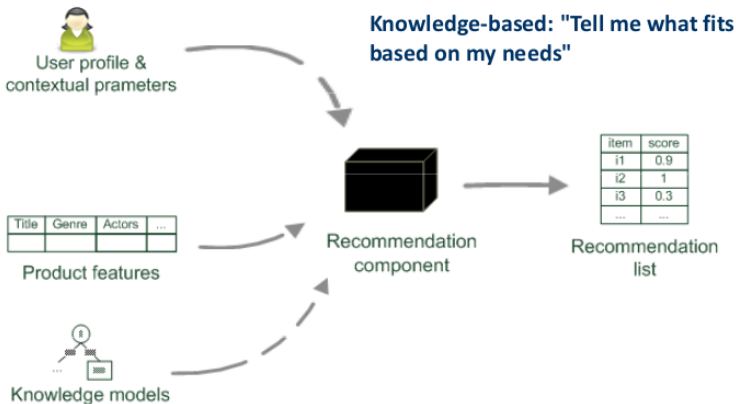 Knowledge-based: "Tell me what fits
based on my needs"
User profile &
contextual prameters
Title Genre Actors ...
Product features
...
Knowledge models
Recommendation
component
item score
i1 0.9
i2 1
i3 0.3
... ...
Recommendation
list